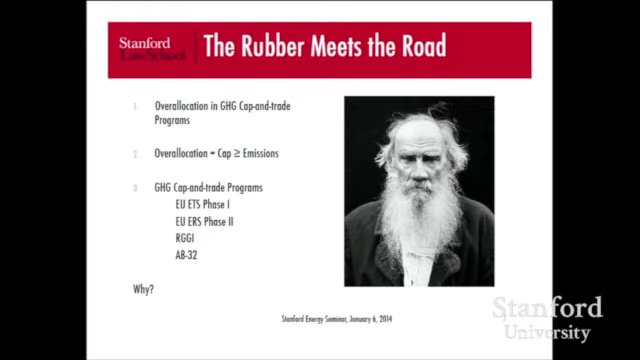 Stanford
Law School
The Rubber Meets the Road
1. Overallocation in GHG Cap-and-trade
Programs
2. Overallocation = Cap ≥ Emissions
3. GHG Cap-and-trade Programs
EU ETS Phase I
EU ERS Phase II
RGGI
AB-32
Why?
Stanford Energy Seminar, January 6, 2014
Stanford
University